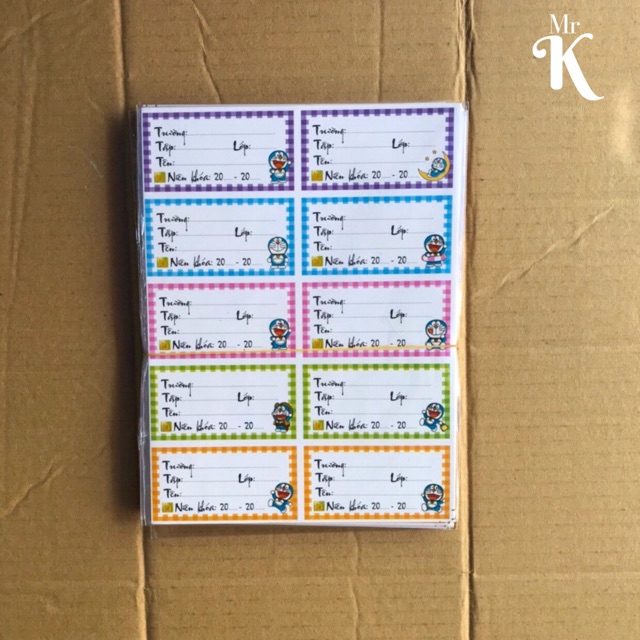 Mr
K
Trường:
Tập: Lớp:
Tên:
Niên khóa: 20 ... - 20 ...
Trường:
Tập: Lớp:
Tên:
Niên khóa: 20 ... - 20 ...
Trường:
Tập: Lớp:
Tên:
Niên khóa: 20 ... - 20 ...
Trường:
Tập: Lớp:
Tên:
Niên khóa: 20 ... - 20 ...
Trường:
Tập: Lớp:
Tên:
Niên khóa: 20 ... - 20 ...
Trường:
Tập: Lớp:
Tên:
Niên khóa: 20 ... - 20 ...
Trường:
Tập: Lớp:
Tên:
Niên khóa: 20 ... - 20 ...
Trường:
Tập: Lớp:
Tên:
Niên khóa: 20 ... - 20 ...
Trường:
Tập: Lớp:
Tên:
Niên khóa: 20 ... - 20 ...
Trường:
Tập: Lớp:
Tên:
Niên khóa: 20 ... - 20 ...